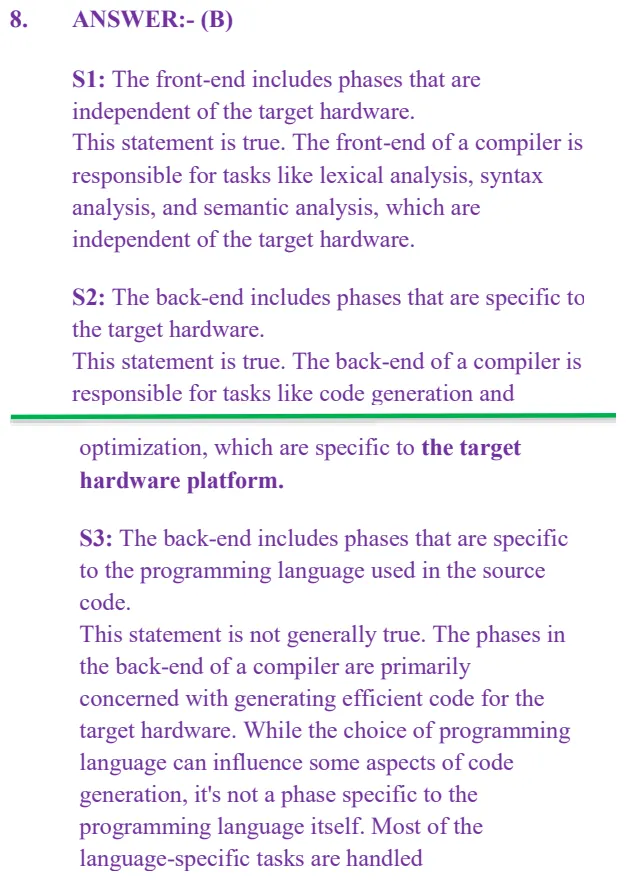 8. ANSWER:- (B)
S1: The front-end includes phases that are
independent of the target hardware.
This statement is true. The front-end of a compiler is
responsible for tasks like lexical analysis, syntax
analysis, and semantic analysis, which are
independent of the target hardware.
S2: The back-end includes phases that are specific to
the target hardware.
This statement is true. The back-end of a compiler is
responsible for tasks like code generation and
optimization, which are specific to the target
hardware platform.
S3: The back-end includes phases that are specific
to the programming language used in the source
code.
This statement is not generally true. The phases in
the back-end of a compiler are primarily
concerned with generating efficient code for the
target hardware. While the choice of programming
language can influence some aspects of code
generation, it's not a phase specific to the
programming language itself. Most of the
language-specific tasks are handled